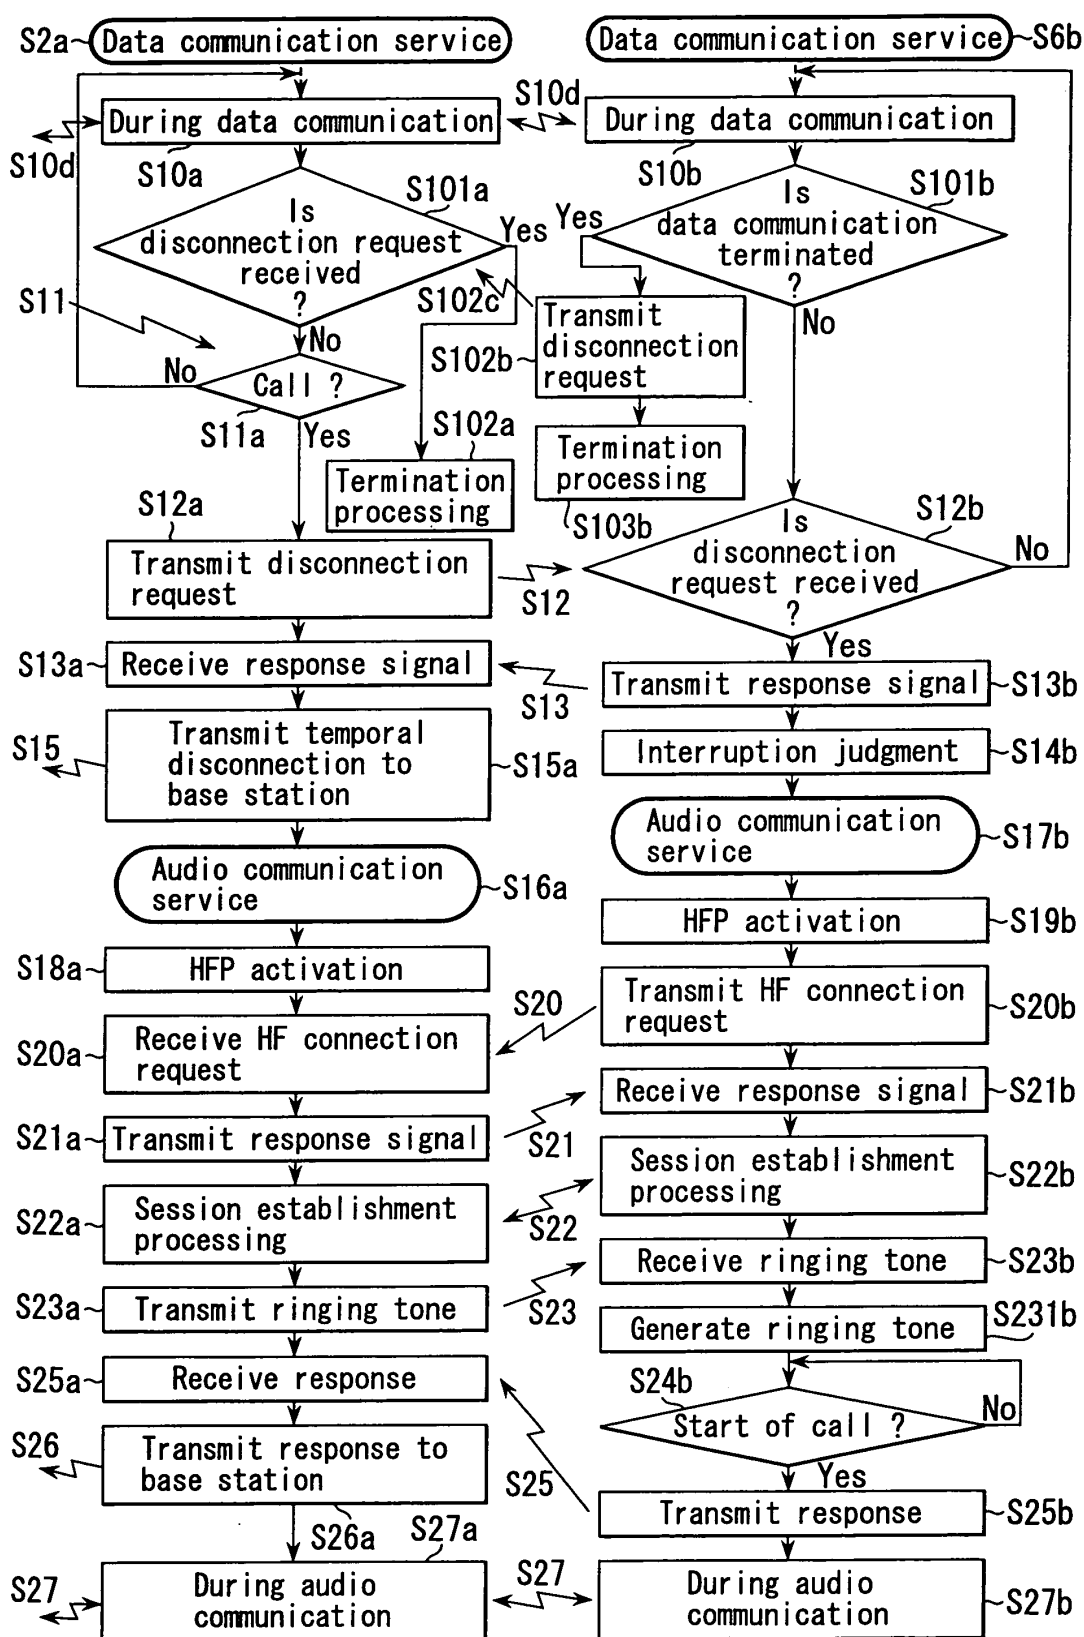 S2a
Data communication service
Data communication service
S6b
During data communication
S10d
During data communication
S10d
S10a
S10b
S101a
Is
disconnection request
received
?
Yes
S101b
Is
data communication
terminated
?
Yes
No
S11
No
Call ?
No
S11a
Yes
S102c
S102b
Transmit
disconnection
request
S102a
Termination
processing
Termination
processing
S103b
S12a
Transmit disconnection
request
S12
S12b
Is
disconnection
request received
?
No
Yes
S13a
Receive response signal
S13
Transmit response signal
S13b
S15
Transmit temporal
disconnection to
base station
S15a
Interruption judgment
S14b
Audio communication
service
S16a
Audio communication
service
S17b
S18a
HFP activation
HFP activation
S19b
S20a
Receive HF connection
request
S20
Transmit HF connection
request
S20b
S21a
Transmit response signal
S21
Receive response signal
S21b
S22a
Session establishment
processing
S22
Session establishment
processing
S22b
S23a
Transmit ringing tone
S23
Receive ringing tone
S23b
Generate ringing tone
S231b
S25a
Receive response
S24b
Start of call ?
No
Yes
S26
Transmit response to
base station
S26a
S25
Transmit response
S25b
S27a
S27
During audio
communication
S27
During audio
communication
S27b